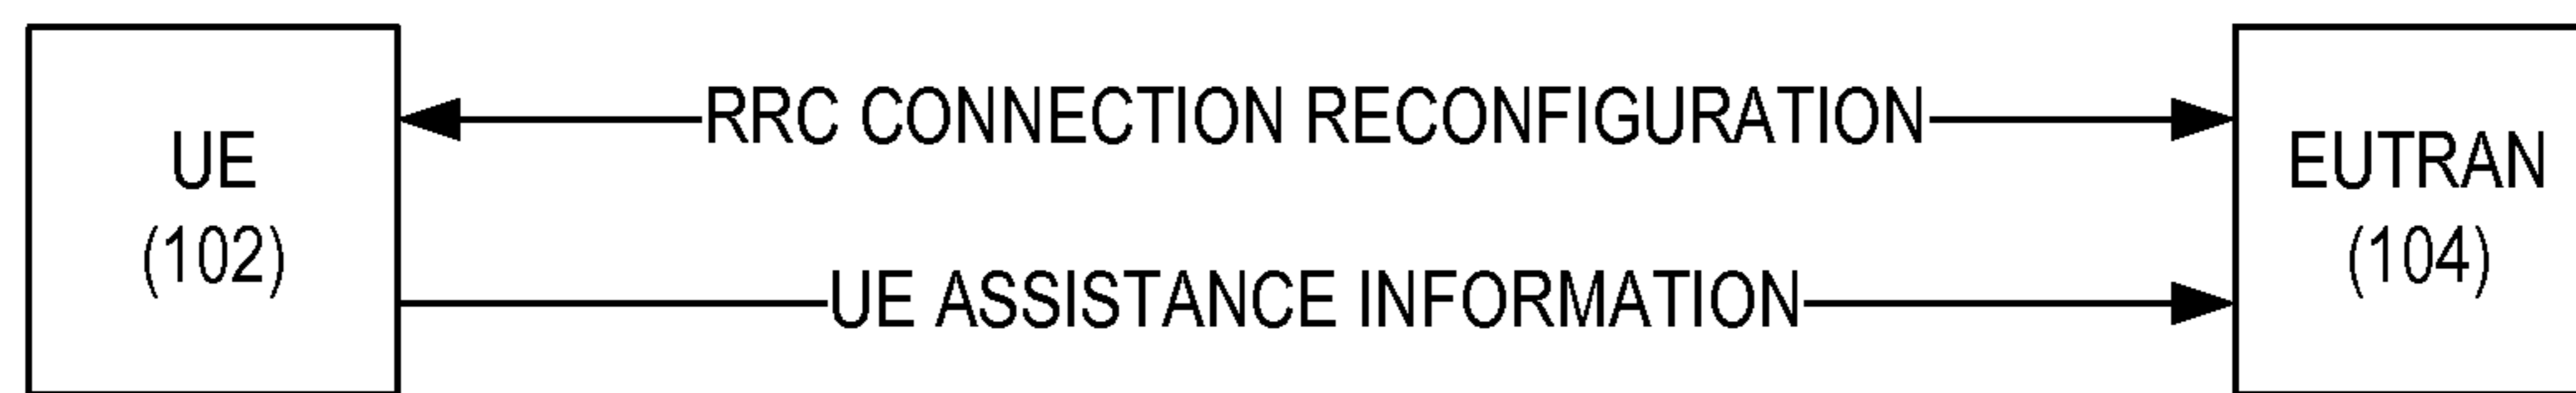 UE
(102)
RRC CONNECTION RECONFIGURATION
UE ASSISTANCE INFORMATION
EUTRAN
(104)